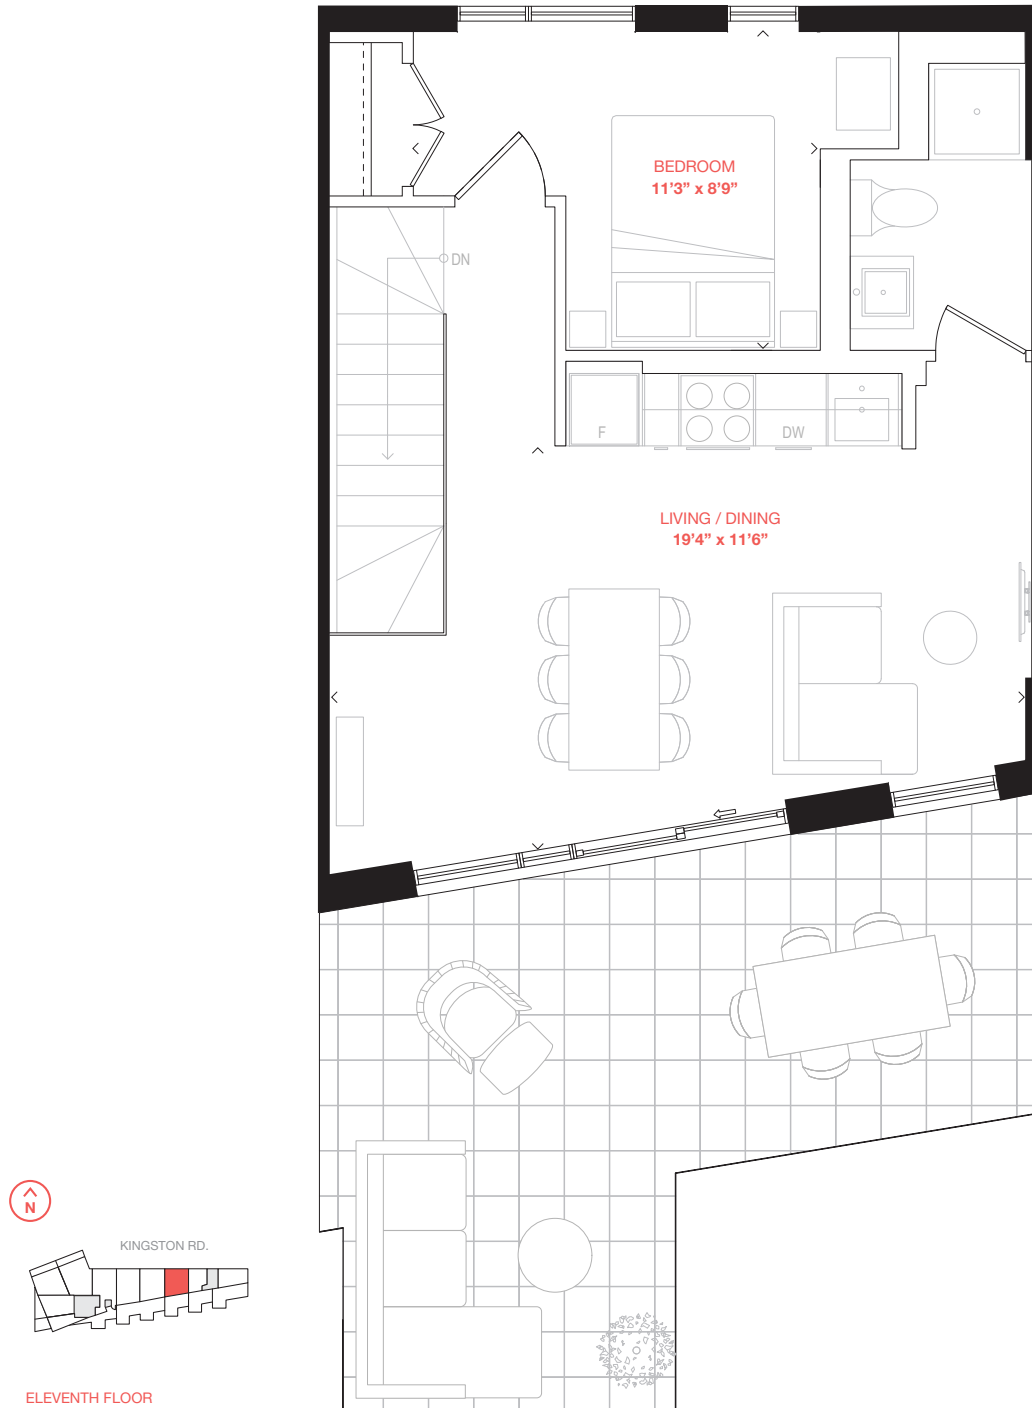 BEDROOM
11’3” x 8’9”
DN
F
DW
LIVING / DINING
19’4” x 11’6”
N
KINGSTON RD.
ELEVENTH FLOOR